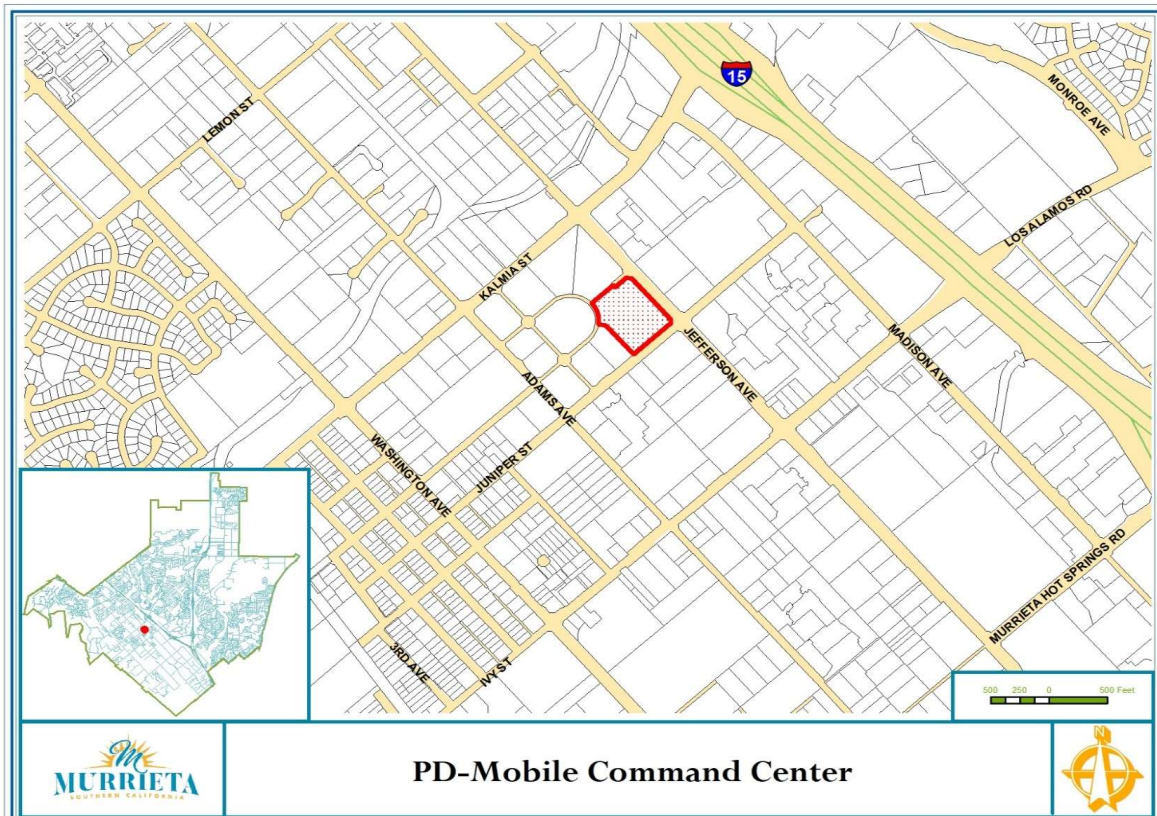 15
MONROE AVE
LEMON ST
LOS ALAMOS RD
KALMIA ST
JEFFERSON AVE
MADISON AVE
ADAMS AVE
WASHINGTON AVE
JUNIPER ST
MURRIETA HOT SPRINGS RD
3RD AVE
IVY ST
500 250 0 500 Feet
M
MURRIETA
SOUTHERN CALIFORNIA
PD-Mobile Command Center
N